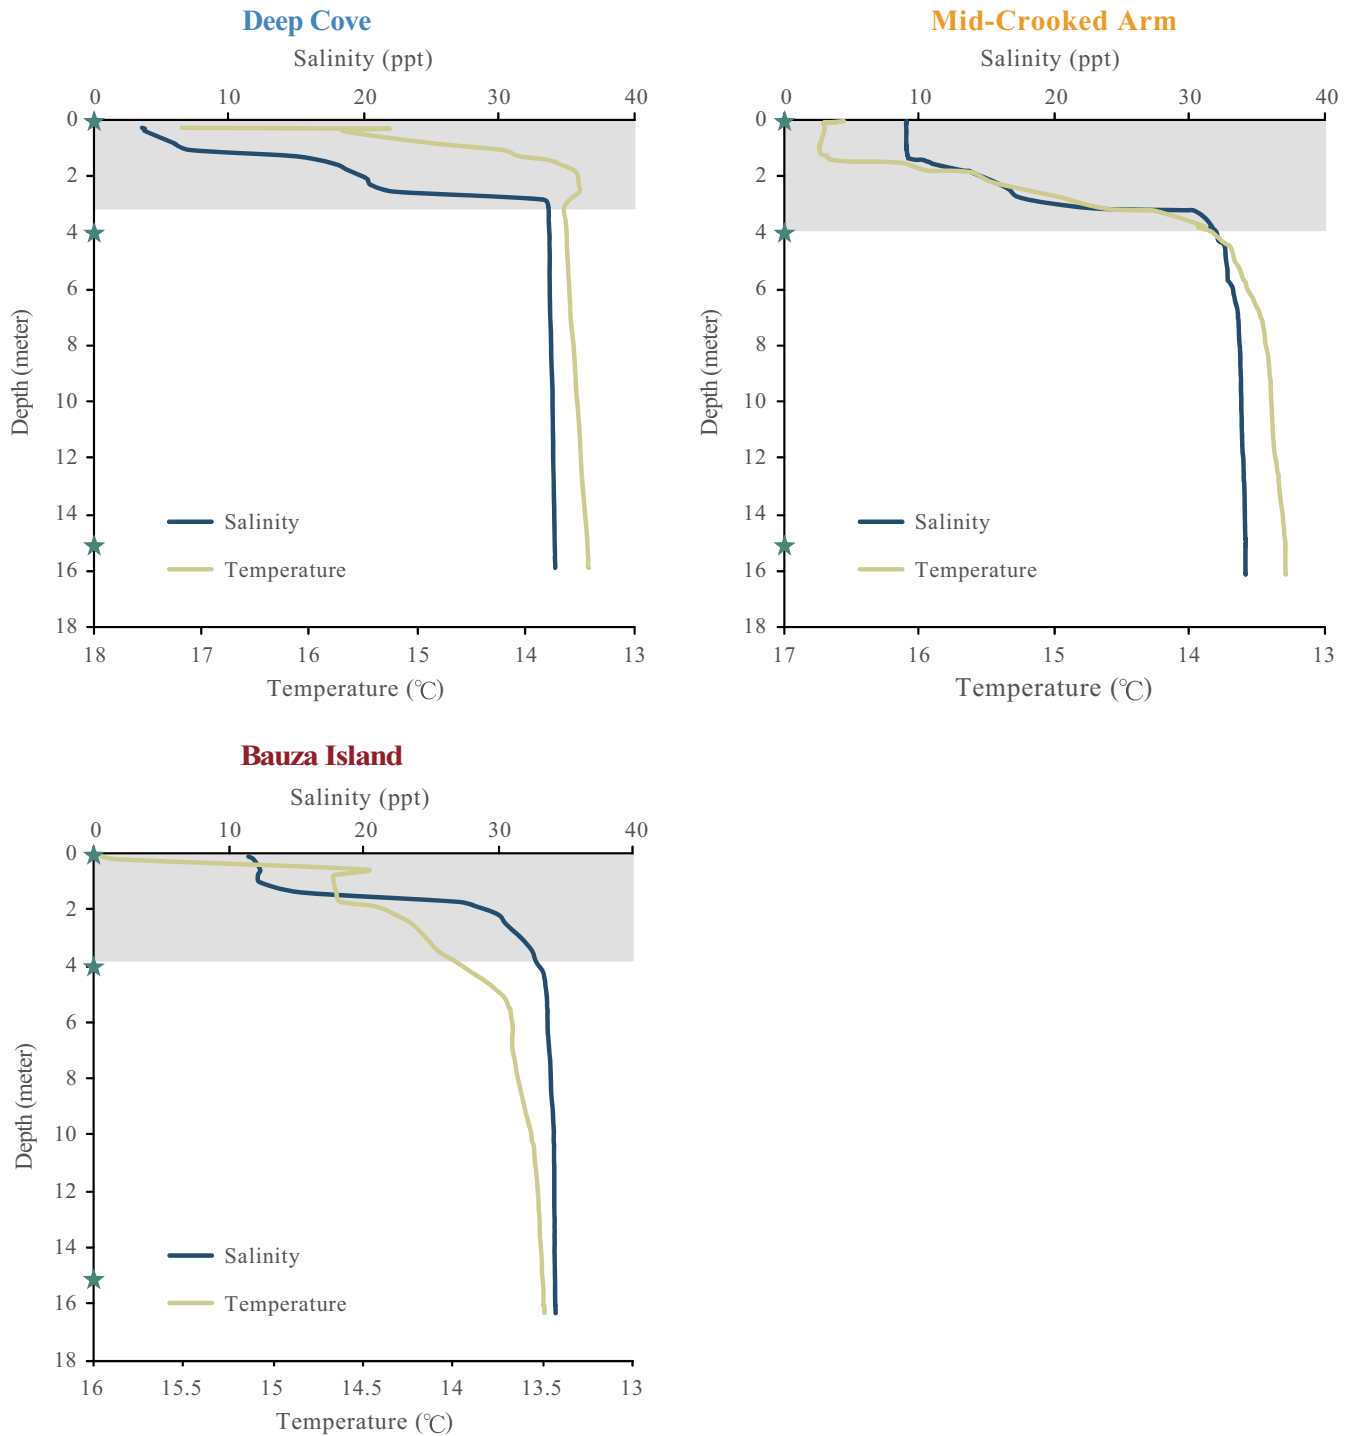 Deep Cove
Salinity (ppt)
0 10 20 30 40
0
2
4
6
8
10
12
14
16
18
Depth (meter)
Salinity
Temperature
18 17 16 15 14 13
Temperature (℃)
Mid-Crooked Arm
Salinity (ppt)
0 10 20 30 40
0
2
4
6
8
10
12
14
16
18
Depth (meter)
Salinity
Temperature
17 16 15 14 13
Temperature (℃)
Bauza Island
Salinity (ppt)
0 10 20 30 40
0
2
4
6
8
10
12
14
16
18
Depth (meter)
Salinity
Temperature
16 15.5 15 14.5 14 13.5 13
Temperature (℃)